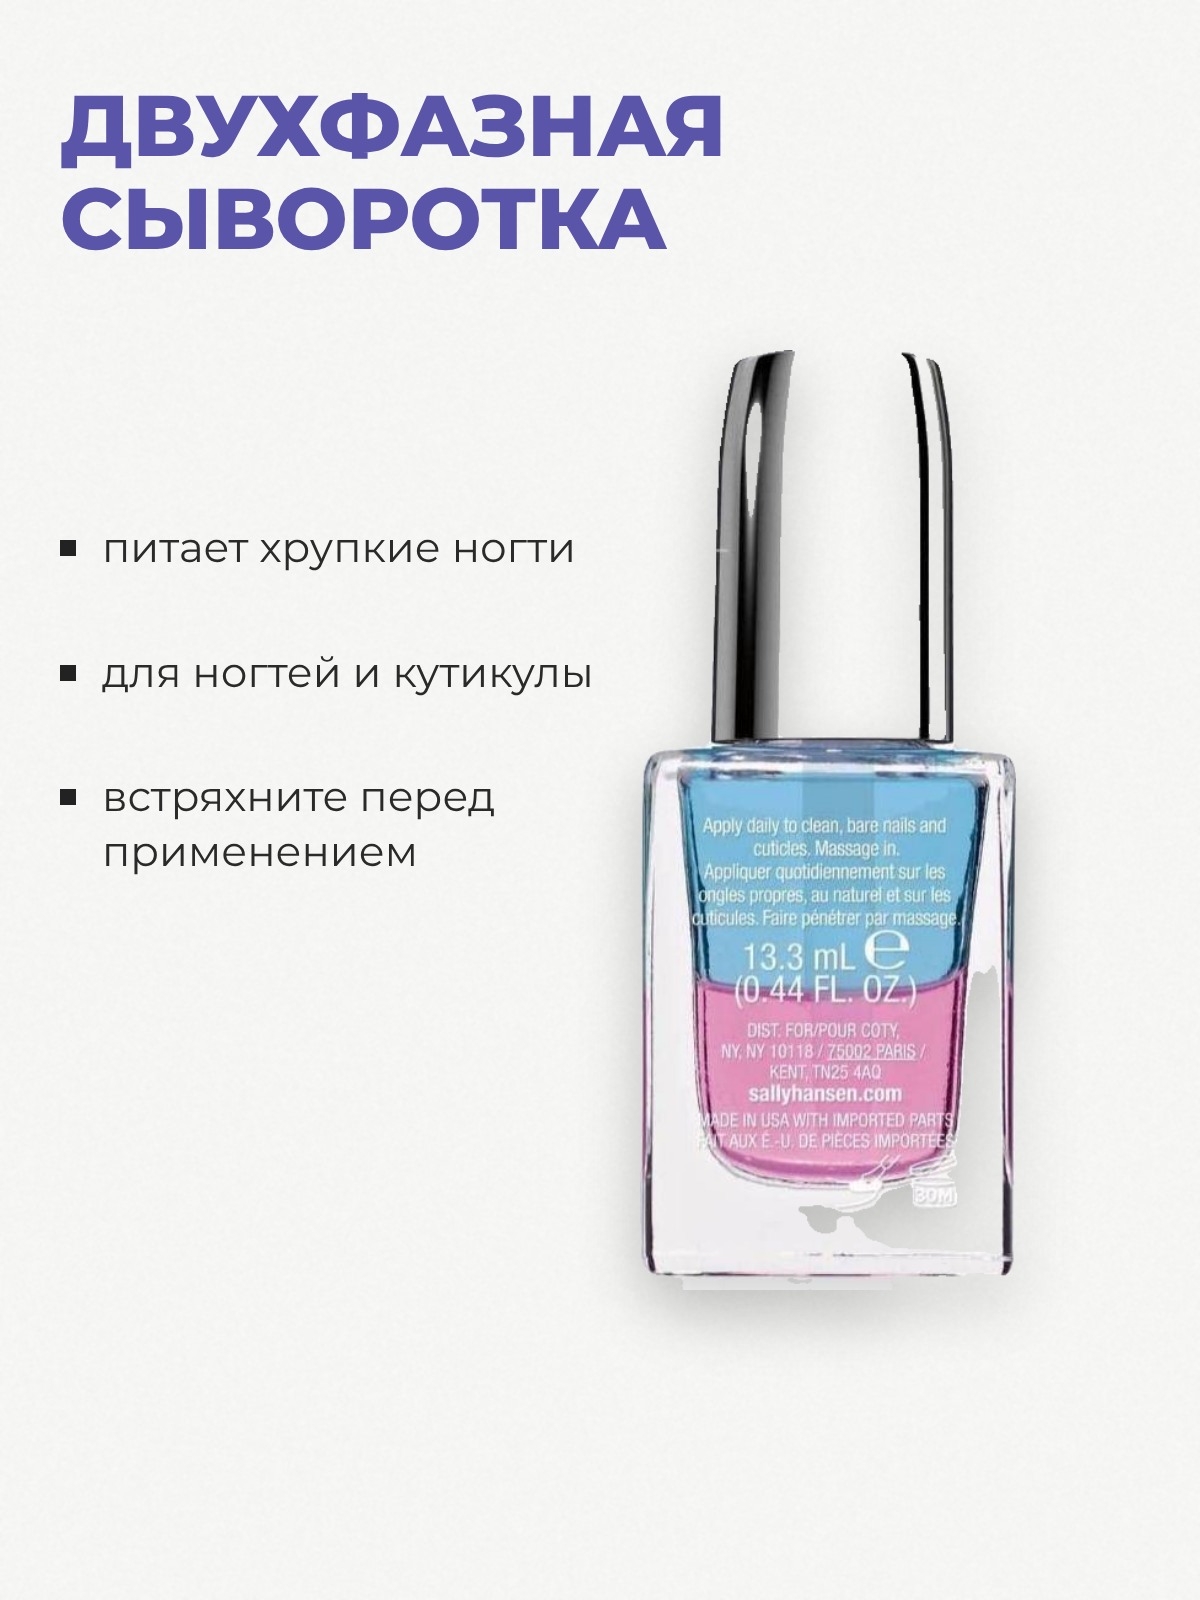 ДВУХФАЗНАЯ
СЫВОРОТКА
питает хрупкие ногти
для ногтей и кутикулы
встряхните перед
применением
Apply daily to clean, bare nails and
cuticles. Massage in.
Appliquer quotidiennement sur les
ongles propres, au naturel et sur les
cuticules. Faire pénétrer par massage.
13.3 mL e
(0.44 FL. OZ.)
DIST. FOR/POUR COTY,
NY, NY 10118 / 75002 PARIS /
KENT, TN25 4AQ
sallyhansen.com
MADE IN USA WITH IMPORTED PARTS
FAIT AUX É.-U. DE PIÈCES IMPORTÉES
30M